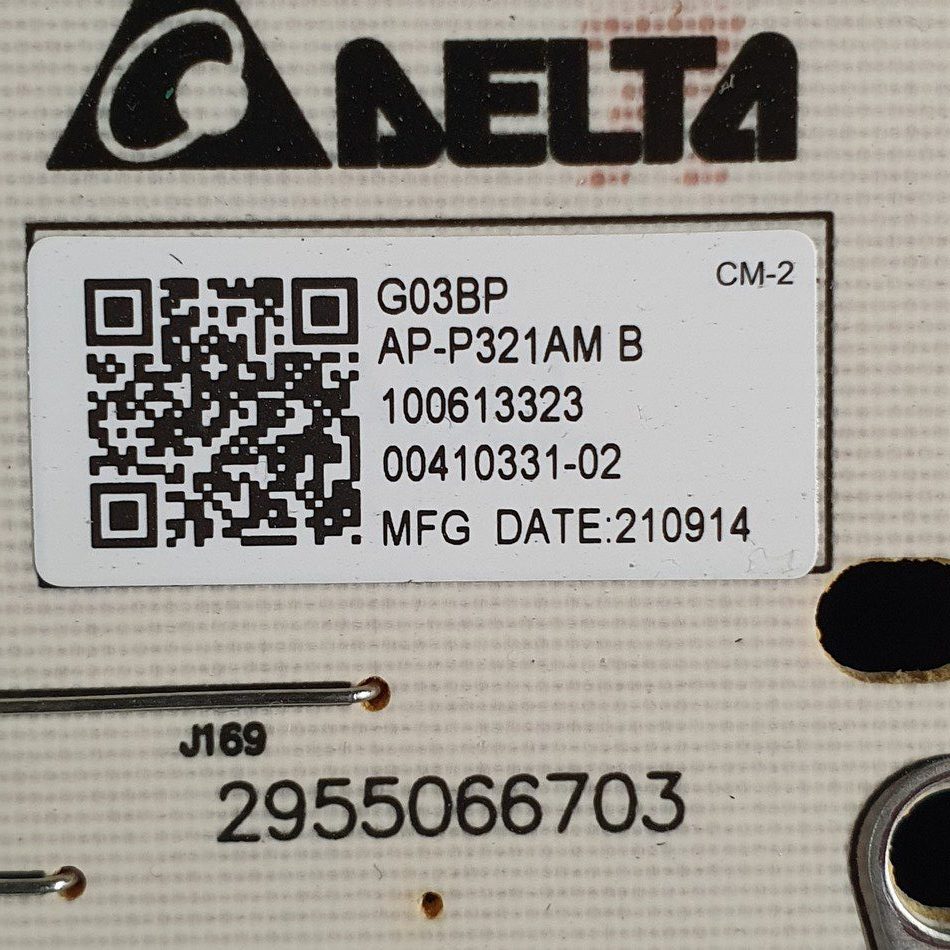 DELTA
CM-2
G03BP
AP-P321AM B
100613323
00410331-02
MFG DATE:210914
J169
2955066703